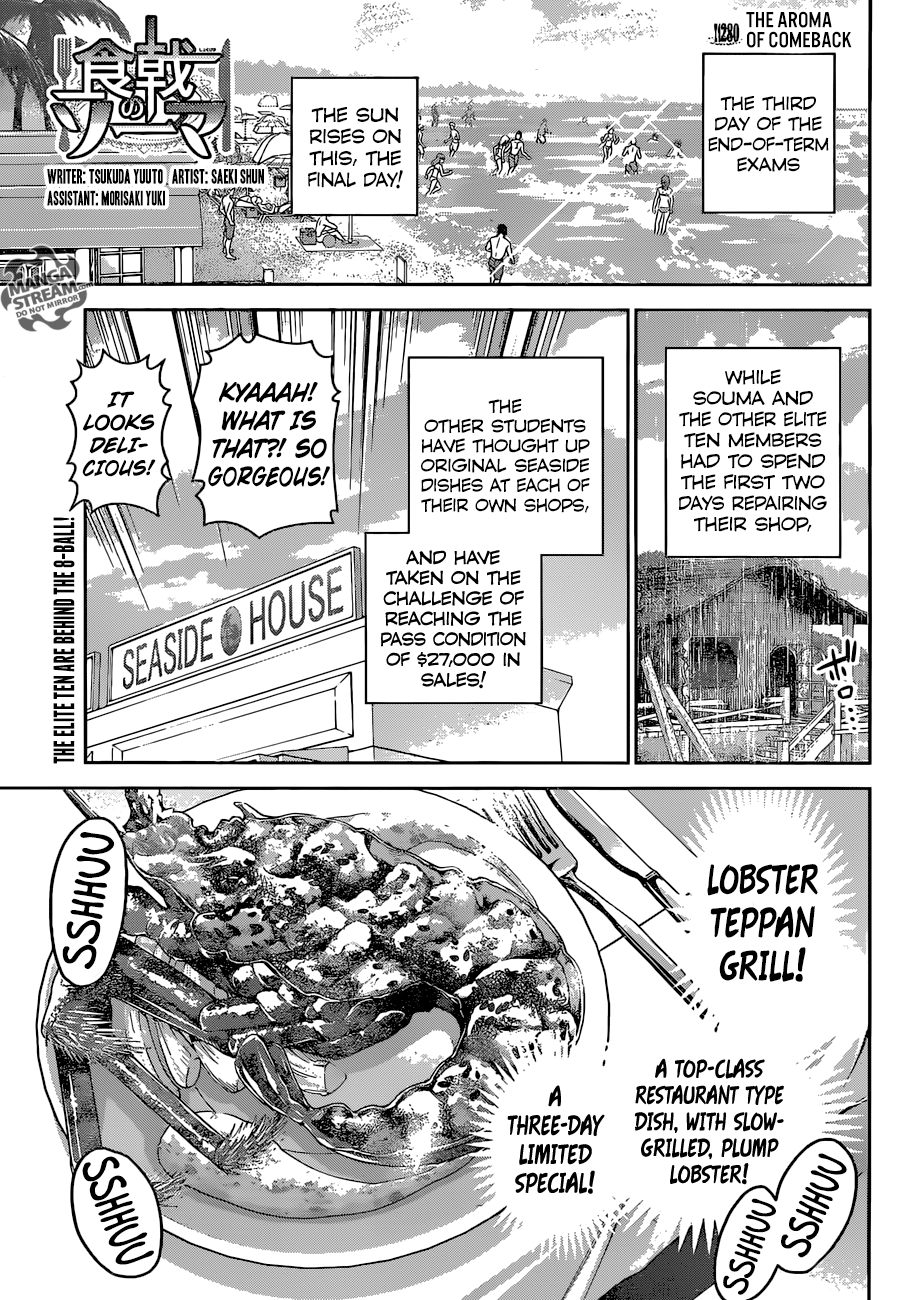 #280
THE AROMA
OF COMEBACK
THE THIRD
DAY OF THE
END-OF-TERM
EXAMS
THE SUN
RISES ON
THIS, THE
FINAL DAY!
食戟の
ソーマ
WRITER: TSUKUDA YUUTO ARTIST: SAEKI SHUN
ASSISTANT: MORISAKI YUKI
MANGA
STREAM.com
DO NOT MIRROR
WHILE
SOUMA AND
THE OTHER ELITE
TEN MEMBERS
HAD TO SPEND
THE FIRST TWO
DAYS REPAIRING
THEIR SHOP,
THE
OTHER STUDENTS
HAVE THOUGHT UP
ORIGINAL SEASIDE
DISHES AT EACH OF
THEIR OWN SHOPS,
AND HAVE
TAKEN ON THE
CHALLENGE OF
REACHING THE
PASS CONDITION
OF $27,000 IN
SALES!
KYAAAH!
WHAT IS
THAT?! SO
GORGEOUS!
IT
LOOKS
DELI-
CIOUS!
SEASIDE HOUSE
THE ELITE TEN ARE BEHIND THE 8-BALL!
LOBSTER
TEPPAN
GRILL!
A TOP-CLASS
RESTAURANT TYPE
DISH, WITH SLOW-
GRILLED, PLUMP
LOBSTER!
A
THREE-DAY
LIMITED
SPECIAL!
SSHHUU
SSHHUU
SSHHUU
SSHHUU